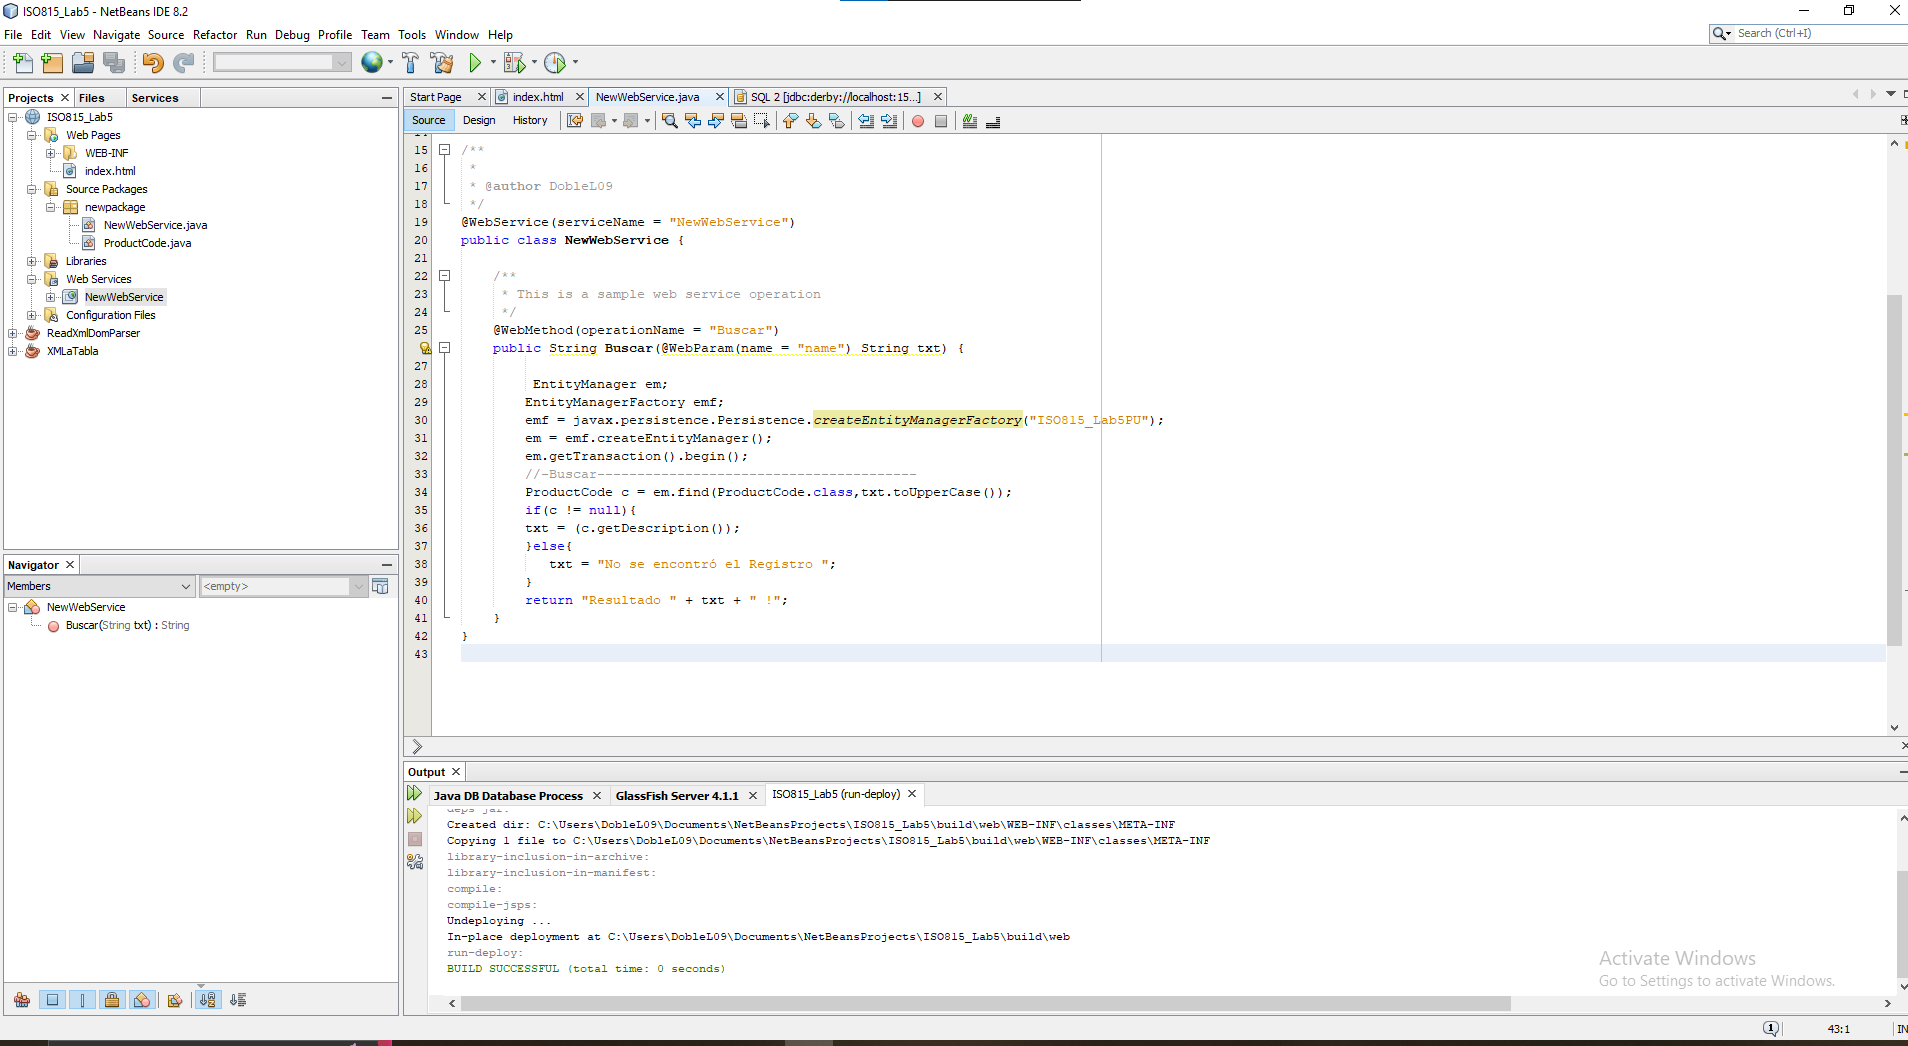 ISO815_Lab5 - NetBeans IDE 8.2
File Edit View Navigate Source Refactor Run Debug Profile Team Tools Window Help
Search (Ctrl+I)
Projects Files Services
ISO815_Lab5
Web Pages
WEB-INF
index.html
Source Packages
newpackage
NewWebService.java
ProductCode.java
Libraries
Web Services
NewWebService
Configuration Files
ReadXmlDomParser
XMLaTabla
Navigator
Members
<empty>
NewWebService
Buscar(String txt) : String
Start Page index.html NewWebService.java SQL 2 [jdbc:derby://localhost:15...]
Source Design History
15 /**
16 *
17 * @author DobleL09
18 */
19 @WebService(serviceName = "NewWebService")
20 public class NewWebService {
21
22 /**
23 * This is a sample web service operation
24 */
25 @WebMethod(operationName = "Buscar")
public String Buscar(@WebParam(name = "name") String txt) {
27
28 EntityManager em;
29 EntityManagerFactory emf;
30 emf = javax.persistence.Persistence.createEntityManagerFactory("ISO815_Lab5PU");
31 em = emf.createEntityManager();
32 em.getTransaction().begin();
33 //-Buscar----------------------------------------
34 ProductCode c = em.find(ProductCode.class,txt.toUpperCase());
35 if(c != null){
36 txt = (c.getDescription());
37 }else{
38 txt = "No se encontró el Registro ";
39 }
40 return "Resultado " + txt + " !";
41 }
42 }
43
Output
Java DB Database Process GlassFish Server 4.1.1 ISO815_Lab5 (run-deploy)
deps-jar:
Created dir: C:\Users\DobleL09\Documents\NetBeansProjects\ISO815_Lab5\build\web\WEB-INF\classes\META-INF
Copying 1 file to C:\Users\DobleL09\Documents\NetBeansProjects\ISO815_Lab5\build\web\WEB-INF\classes\META-INF
library-inclusion-in-archive:
library-inclusion-in-manifest:
compile:
compile-jsps:
Undeploying ...
In-place deployment at C:\Users\DobleL09\Documents\NetBeansProjects\ISO815_Lab5\build\web
run-deploy:
BUILD SUCCESSFUL (total time: 0 seconds)
Activate Windows
Go to Settings to activate Windows.
1 43:1 IN